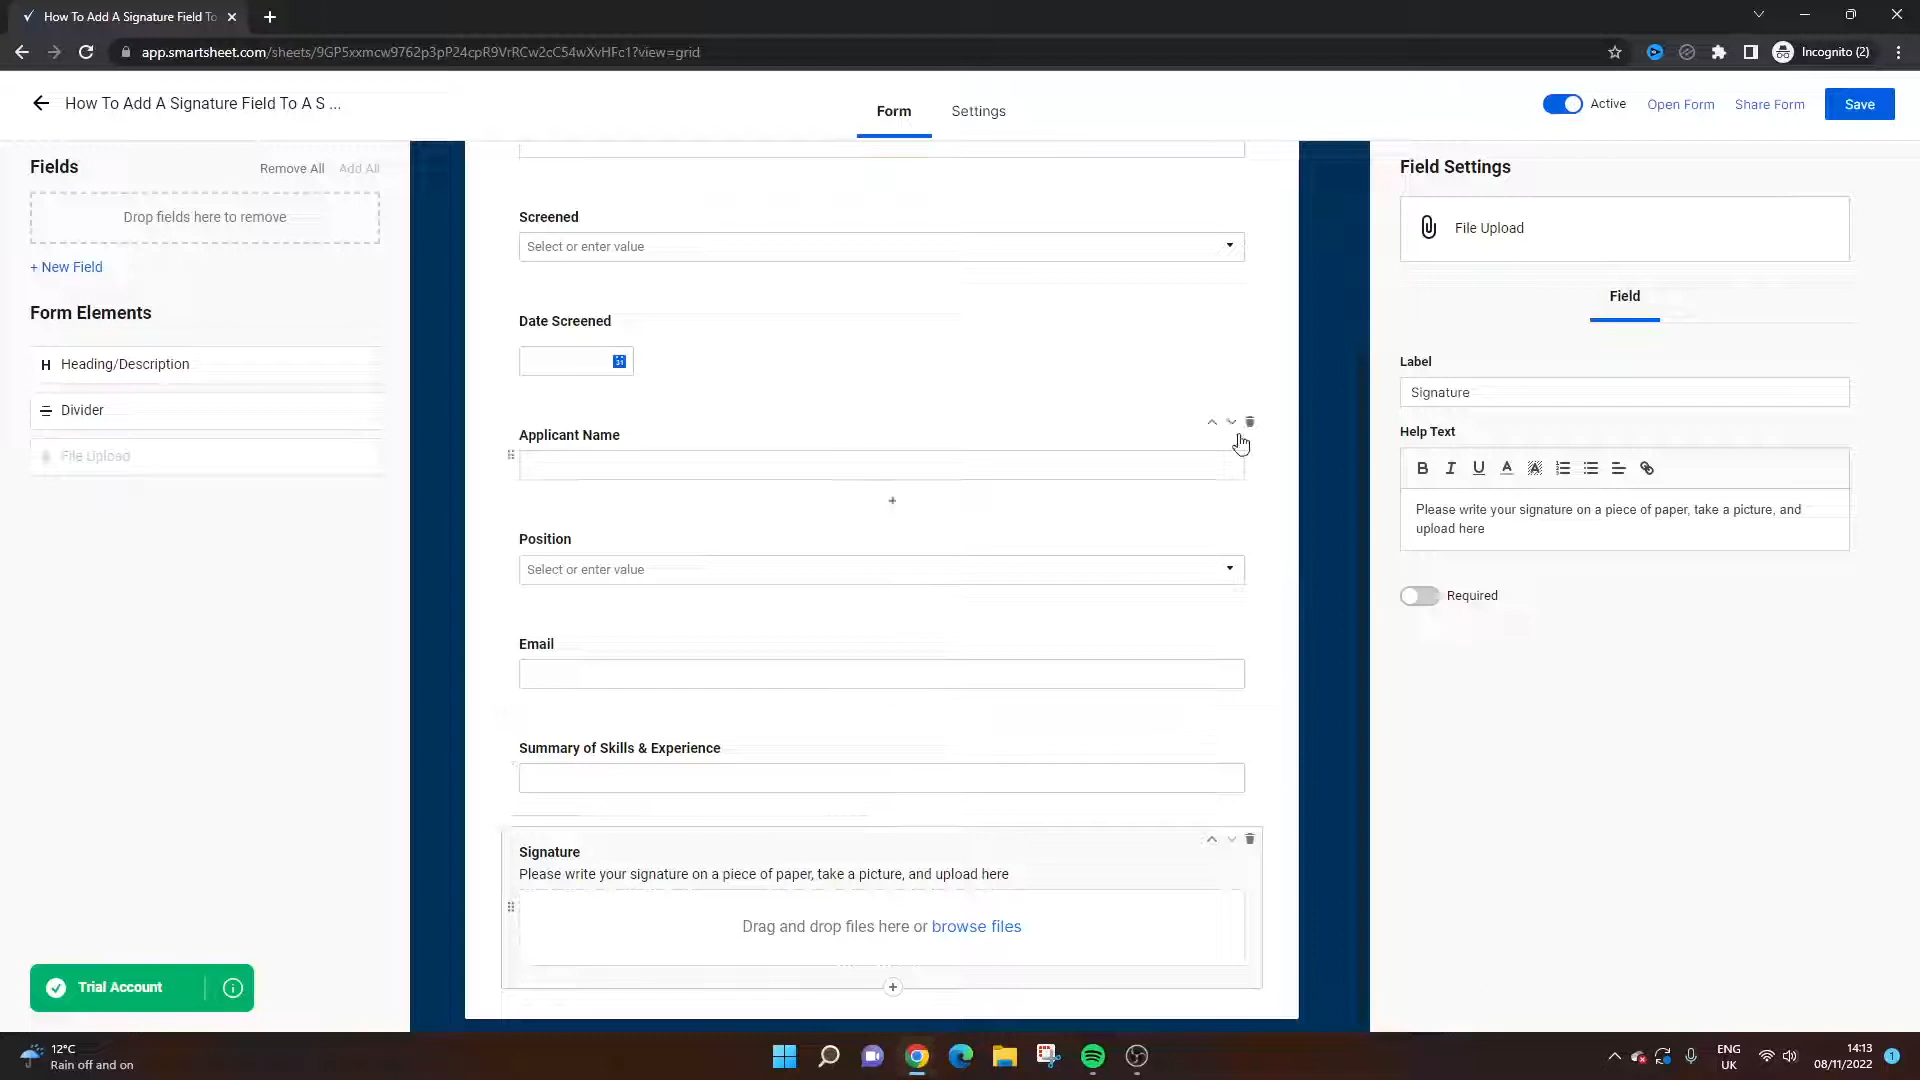 How To Add A Signature Field To
app.smartsheet.com/sheets/9GP5xxmcw9762p3pP24cpR9VrRCw2cC54wXvHFc1?view=grid
Incognito (2)
How To Add A Signature Field To A S ...
Form
Settings
Active
Open Form
Share Form
Save
Fields
Remove All
Add All
Drop fields here to remove
+ New Field
Form Elements
H Heading/Description
Divider
File Upload
Screened
Select or enter value
Date Screened
31
Applicant Name
+
Position
Select or enter value
Email
Summary of Skills & Experience
Signature
Please write your signature on a piece of paper, take a picture, and upload here
Drag and drop files here or browse files
+
Field Settings
File Upload
Field
Label
Signature
Help Text
B I U A A
Please write your signature on a piece of paper, take a picture, and
upload here
Required
Trial Account
12°C
Rain off and on
ENG
UK
14:13
08/11/2022
1